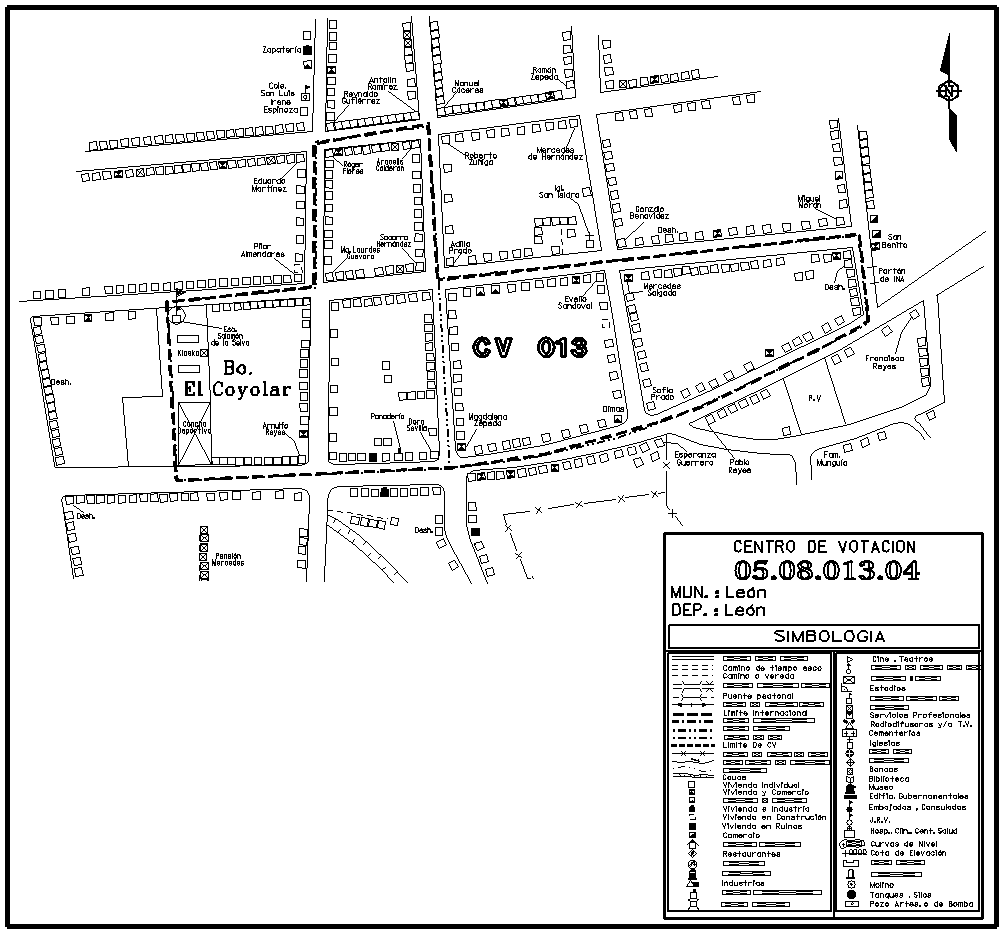 Zapatería
Cole.
San Luis
Irene
Espinoza
Antolín
Ramírez
Reynaldo
Gutiérrez
Manuel
Cáceres
Ramón
Zepeda
Roger
Flores
Aracelia
Calderón
Roberto
Zúñiga
Mercedes
de Hernández
Eduardo
Martínez
Igl.
San Isidro
Gonzalo
Benavidez
Desh.
Miguel
Morán
San
Benito
Pilar
Almendares
Ma. Lourdes
Guevara
Socorro
Hernández
Adilia
Prado
Portón
de INA
Desh.
Mercedes
Salgado
Evelio
Sandoval
Esc.
Salomón
de la Selva
Kiosko
CV 013
Bo.
El Coyolar
Desh.
Francisco
Reyes
P.V
Sofía
Prado
Olmos
Cancha
Deportiva
Arnulfo
Reyes
Panadería
Dora
Sevilla
Magdalena
Zepeda
Esperanza
Guerrero
Pablo
Reyes
Fam.
Munguía
Desh.
Desh.
Pensión
Mercedes
CENTRO DE VOTACION
05.08.013.04
MUN. : León
DEP. : León
SIMBOLOGIA
Camino de tiempo seco
Camino o vereda
Puente peatonal
Límite Internacional
Límite De CV
Cauce
Vivienda Individual
Vivienda y Comercio
Vivienda e Industria
Vivienda en Construcción
Vivienda en Ruinas
Comercio
Restaurantes
Industrias
Cine , Teatros
Estadios
Servicios Profesionales
Radiodifusoras y/o T.V.
Cementerios
Iglesias
Bancos
Biblioteca
Museo
Edific. Gubernamentales
Embajadas , Consulados
J.R.V.
Hosp., Clin., Cent. Salud
Curvas de Nivel
Cota de Elevación
Molino
Tanques , Silos
Pozo Artes. o de Bomba